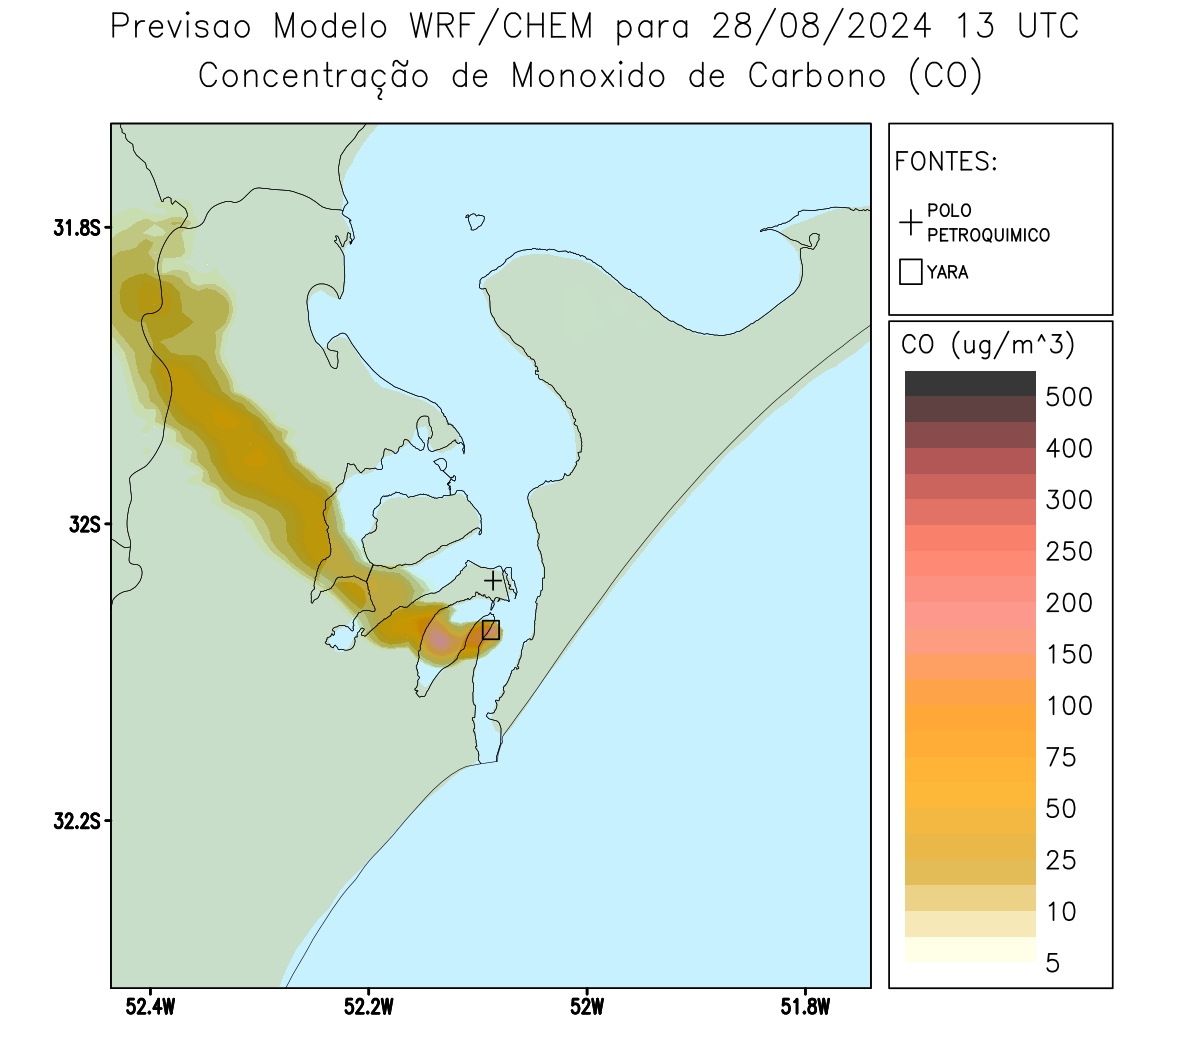 Previsao Modelo WRF/CHEM para 28/08/2024 13 UTC
Concentração de Monoxido de Carbono (CO)
FONTES:
POLO
PETROQUIMICO
YARA
CO (ug/m^3)
500
400
300
250
200
150
100
75
50
25
10
5
31.8S
32S
32.2S
52.4W
52.2W
52W
51.8W